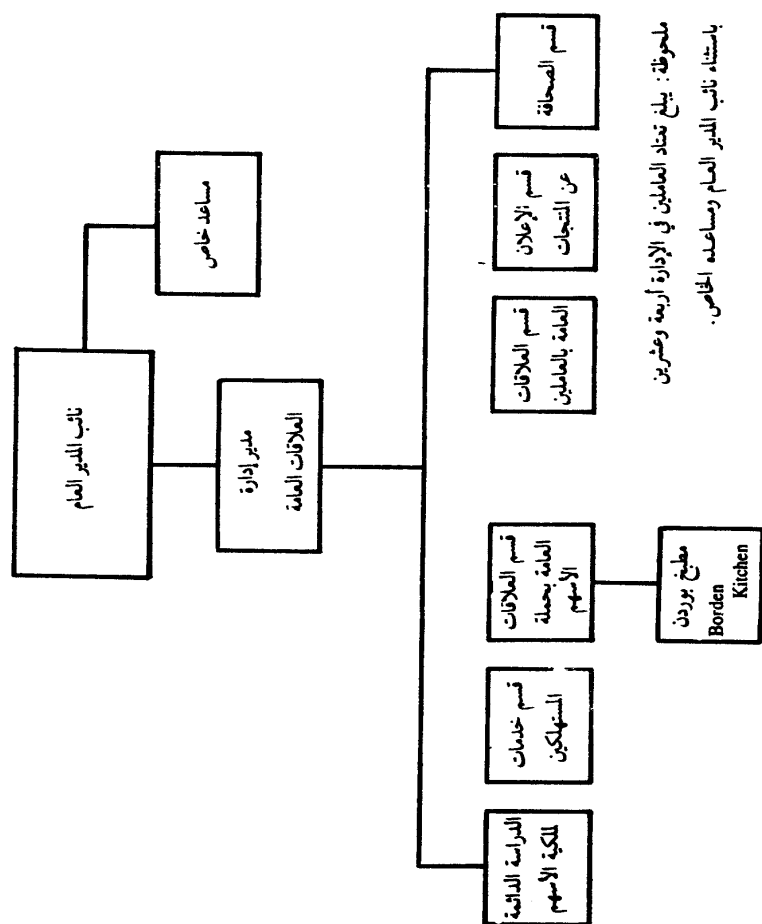 نائب المدير العام
مساعد خاص
مدير إدارة
العلاقات العامة
قسم الصحافة
قسم الإعلان
عن المنتجات
قسم العلاقات
العامة بالعاملين
قسم العلاقات
العامة بحملة
الأسهم
قسم خدمات
المستهلكين
الدراسة الدائمة
لملكية الأسهم
مطبخ بوردن
Borden
Kitchen
ملحوظة: يبلغ تعداد العاملين في الإدارة أربعة وعشرين
باستثناء نائب المدير العام ومساعده الخاص.